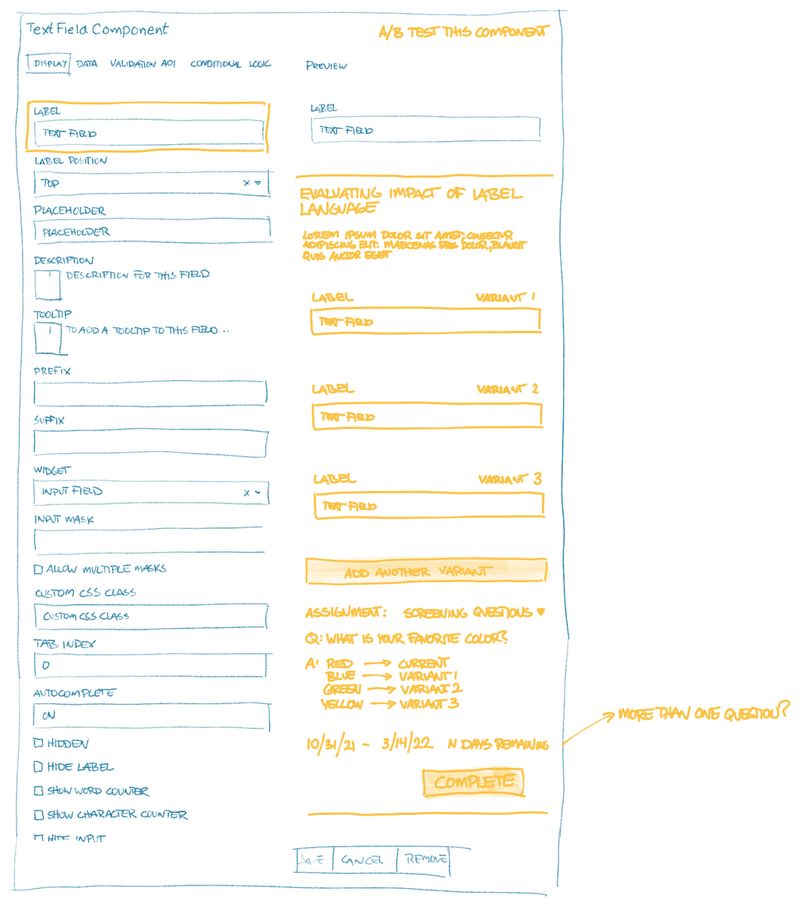 Text Field Component
A/B TEST THIS COMPONENT
DISPLAY DATA VALIDATION API CONDITIONAL LOGIC
PREVIEW
LABEL
TEXT FIELD
LABEL POSITION
TOP X
PLACEHOLDER
PLACEHOLDER
DESCRIPTION
1 DESCRIPTION FOR THIS FIELD
TOOLTIP
1 TO ADD A TOOLTIP TO THIS FIELD ..
PREFIX
SUFFIX
WIDGET
INPUT FIELD X
INPUT MASK
ALLOW MULTIPLE MASKS
CUSTOM CSS CLASS
CUSTOM CSS CLASS
TAB INDEX
0
AUTOCOMPLETE
ON
HIDDEN
HIDE LABEL
SHOW WORD COUNTER
SHOW CHARACTER COUNTER
HIDE INPUT
LABEL
TEXT FIELD
EVALUATING IMPACT OF LABEL
LANGUAGE
LOREM IPSUM DOLOR SIT AMET, CONSECTUR
ADIPISCING ELIT. MAECENAS EROS DOLOR, BLANDIT
QUIS AUCTOR EGET
LABEL VARIANT 1
TEXT FIELD
LABEL VARIANT 2
TEXT FIELD
LABEL VARIANT 3
TEXT FIELD
ADD ANOTHER VARIANT
ASSIGNMENT: SCREENING QUESTIONS
Q: WHAT IS YOUR FAVORITE COLOR?
A: RED → CURRENT
BLUE → VARIANT 1
GREEN → VARIANT 2
YELLOW → VARIANT 3
10/31/21 - 3/14/22 N DAYS REMAINING
COMPLETE
MORE THAN ONE QUESTION?
SAVE CANCEL REMOVE